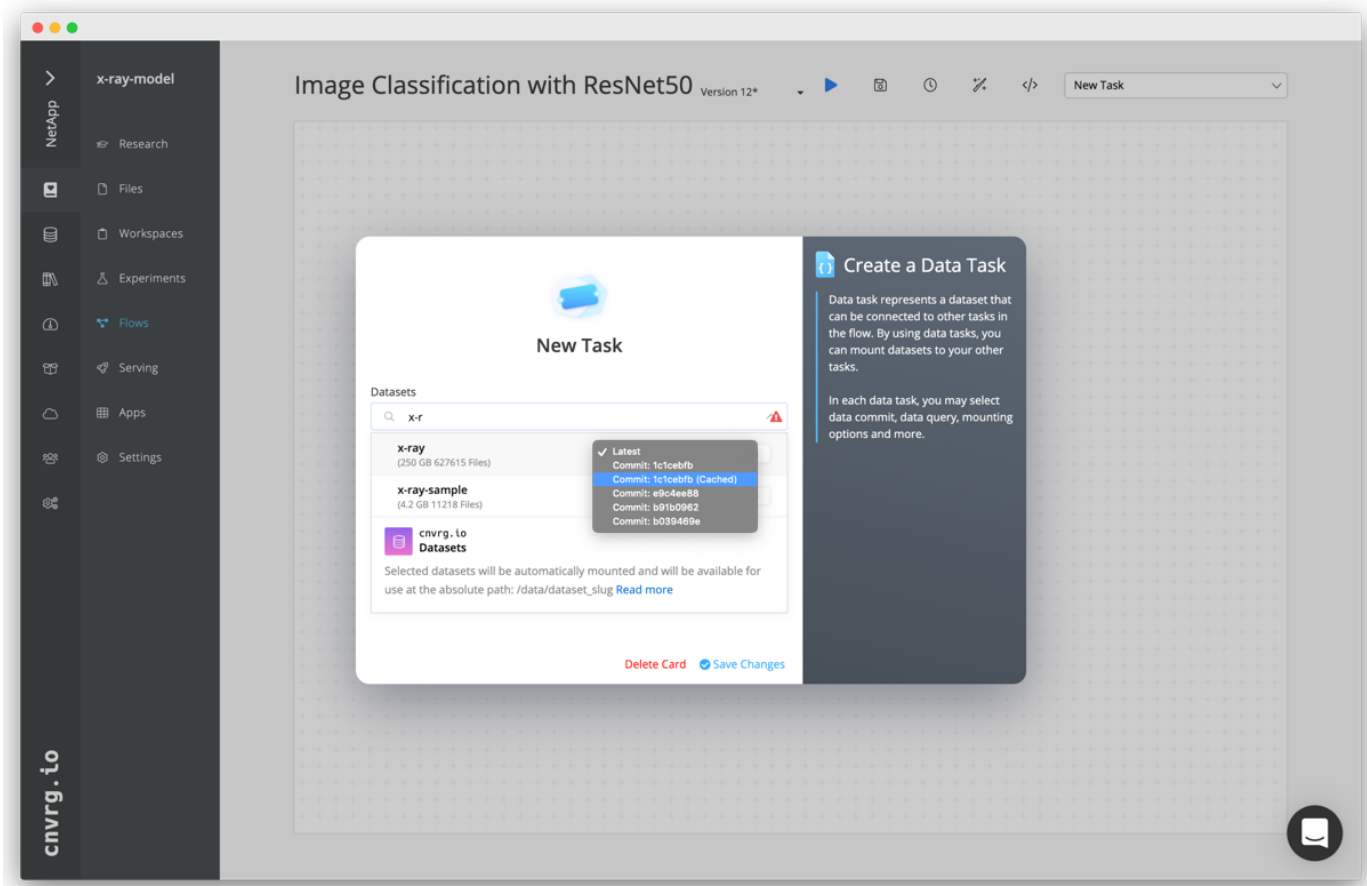 NetApp
cnvrg.io
x-ray-model
Research
Files
Workspaces
Experiments
Flows
Serving
Apps
Settings
Image Classification with ResNet50 Version 12*
</>
New Task
New Task
Datasets
x-r
x-ray
(250 GB 627615 Files)
x-ray-sample
(4.2 GB 11218 Files)
✓ Latest
Commit: 1c1cebfb
Commit: 1c1cebfb (Cached)
Commit: e9c4ee88
Commit: b91b0962
Commit: b039469e
cnvrg.io
Datasets
Selected datasets will be automatically mounted and will be available for
use at the absolute path: /data/dataset_slug Read more
Delete Card Save Changes
{} Create a Data Task
Data task represents a dataset that
can be connected to other tasks in
the flow. By using data tasks, you
can mount datasets to your other
tasks.
In each data task, you may select
data commit, data query, mounting
options and more.